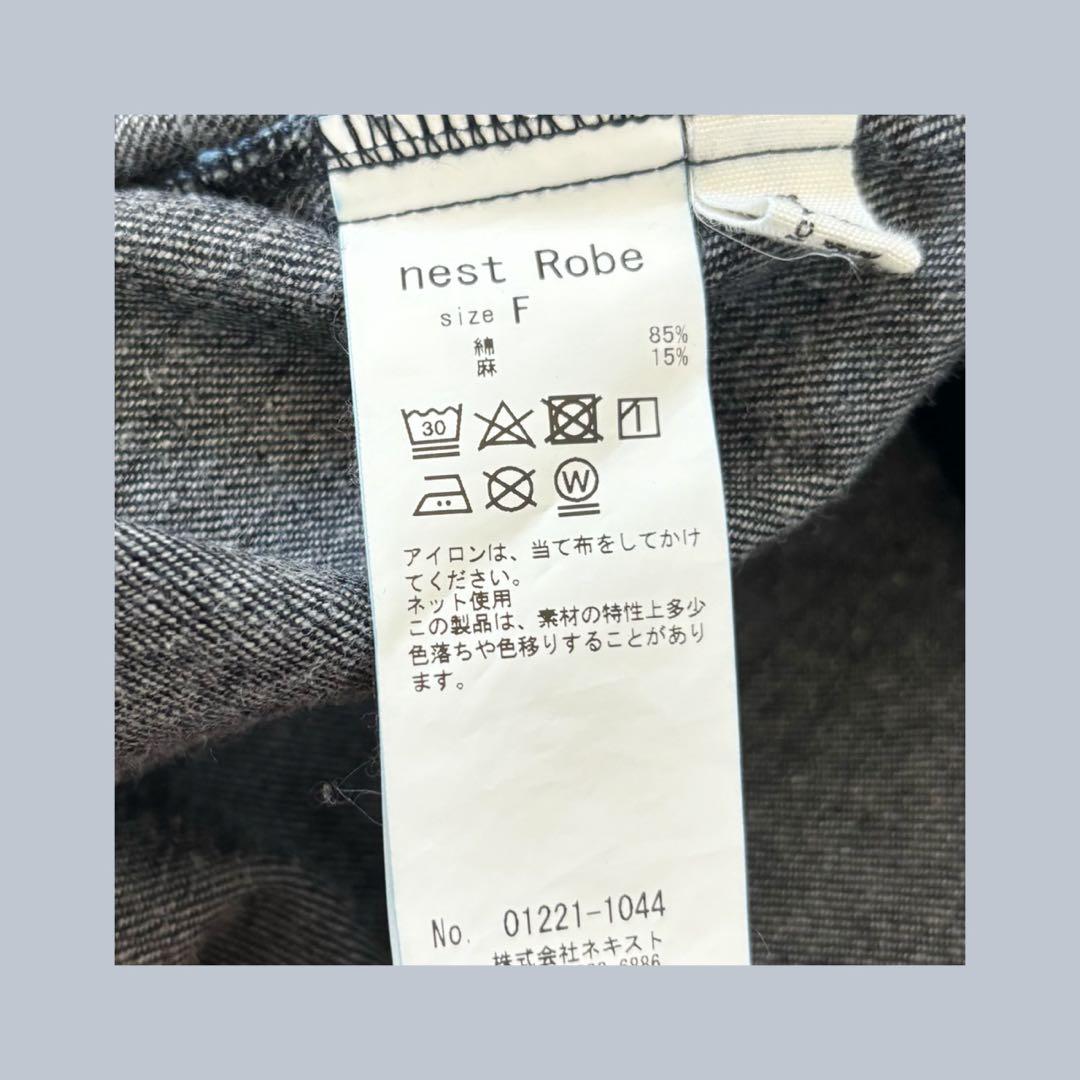 nest Robe
size F
綿 85%
麻 15%
30
W
アイロンは、当て布をしてかけ
てください。
ネット使用
この製品は、素材の特性上多少
色落ちや色移りすることがあり
ます。
No. 01221-1044
株式会社ネキスト